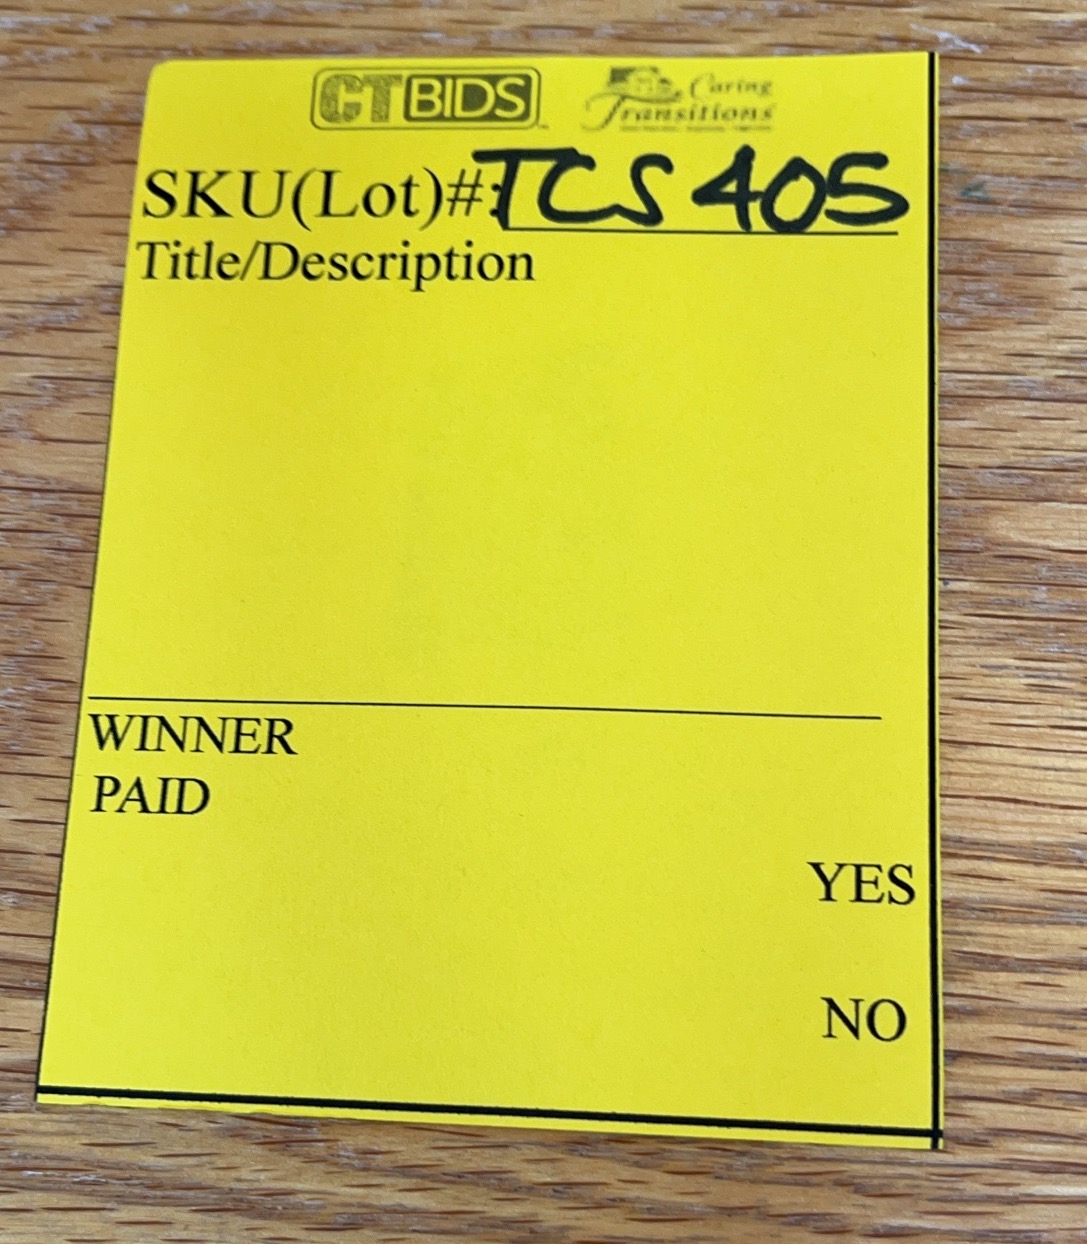 CTBIDS Caring
Transitions
SKU(Lot)#: TCS 405
Title/Description
WINNER
PAID
YES
NO